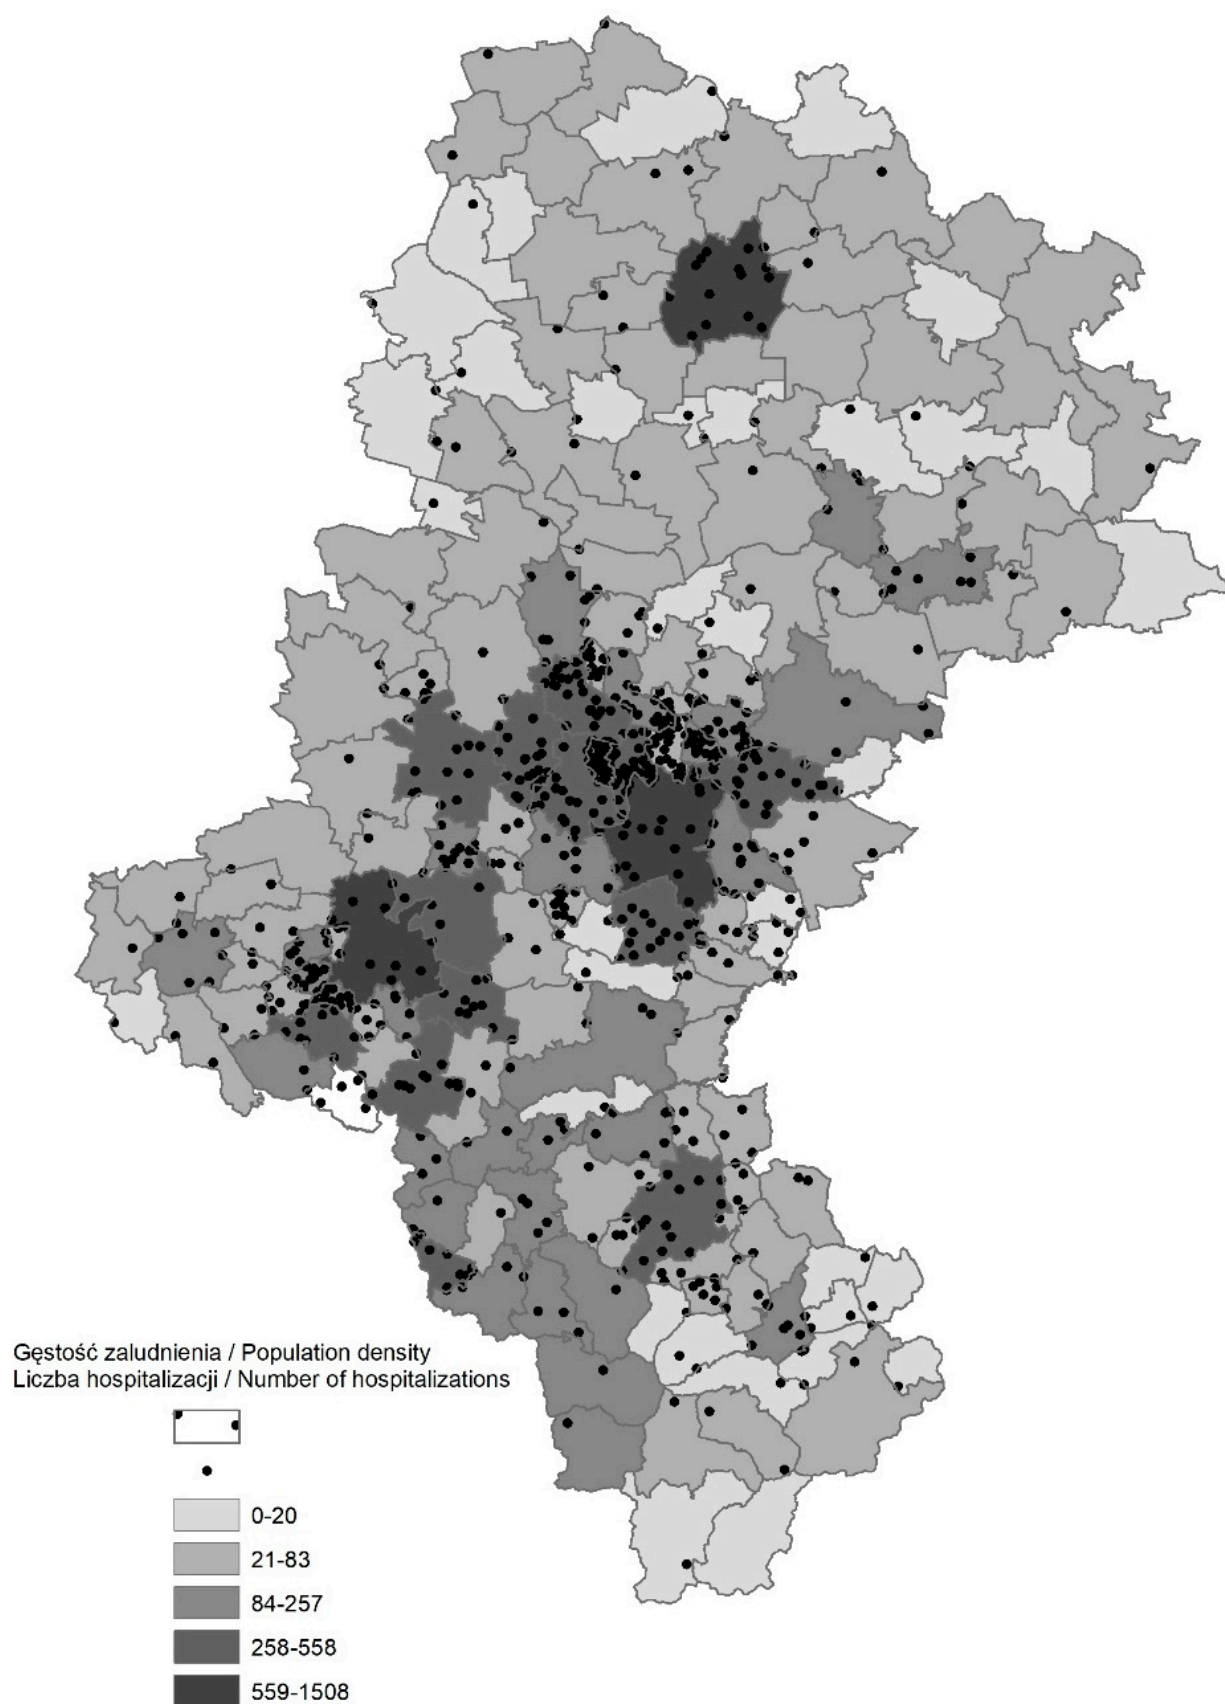 Gęstość zaludnienia / Population density
Liczba hospitalizacji / Number of hospitalizations
0-20
21-83
84-257
258-558
559-1508